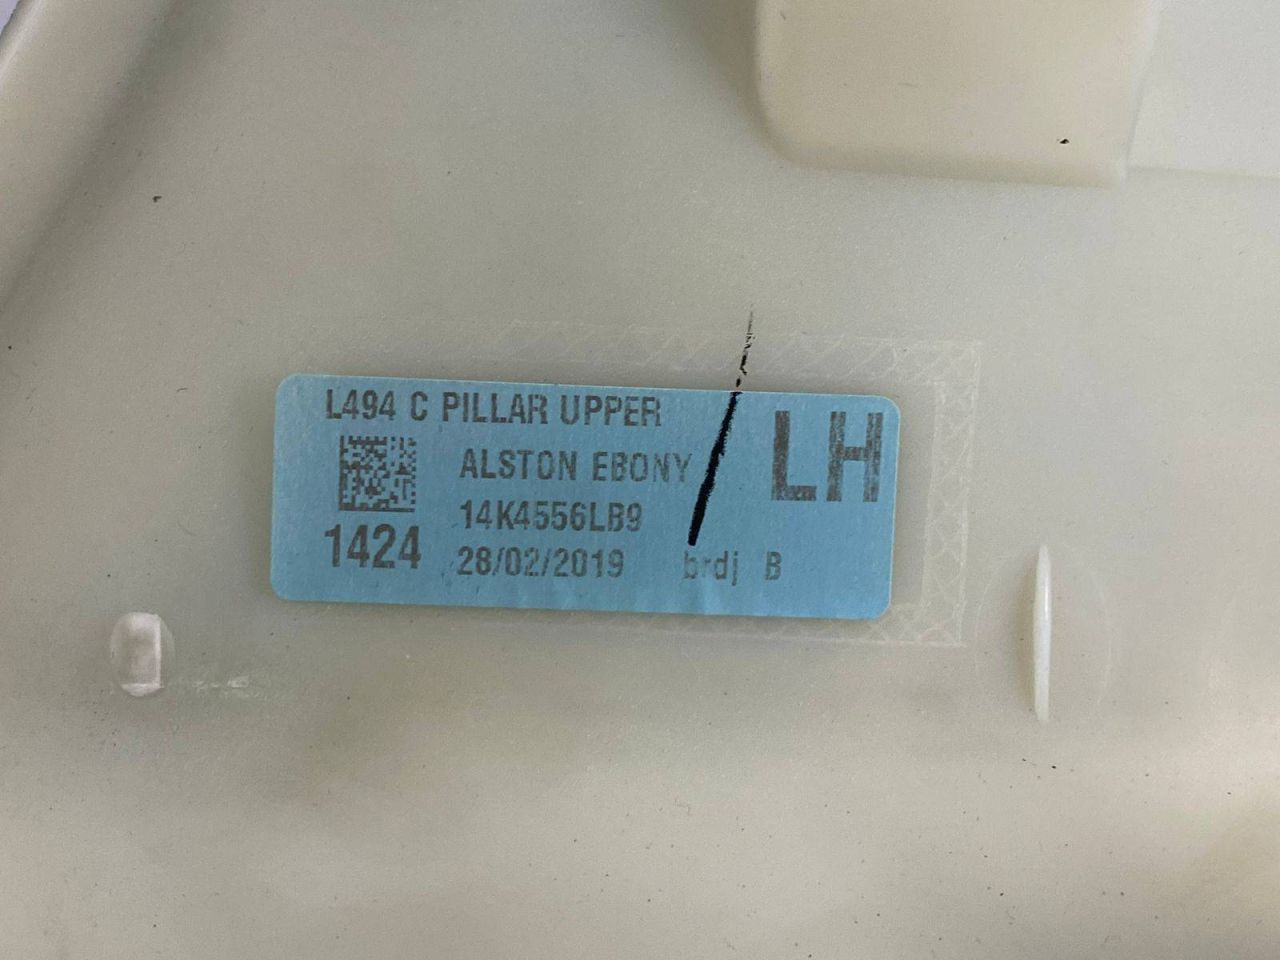 L494 C PILLAR UPPER
LH
ALSTON EBONY
14K4556LB9
1424
28/02/2019 brdj B